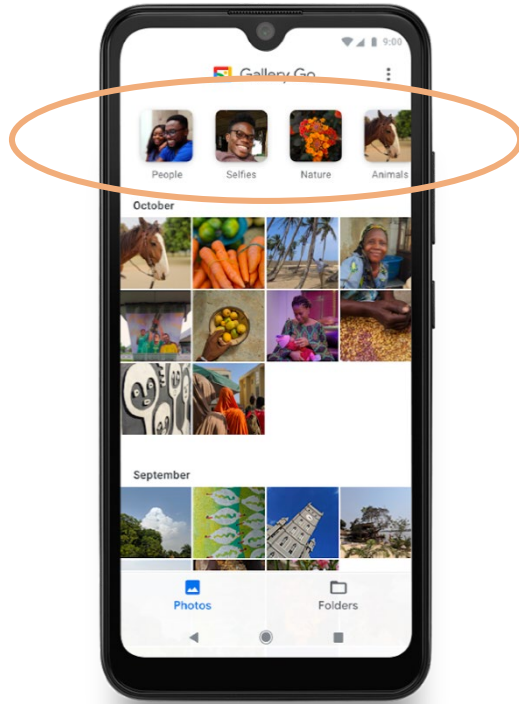 9:00
Gallery Go
People Selfies Nature Animals
October
September
Photos Folders